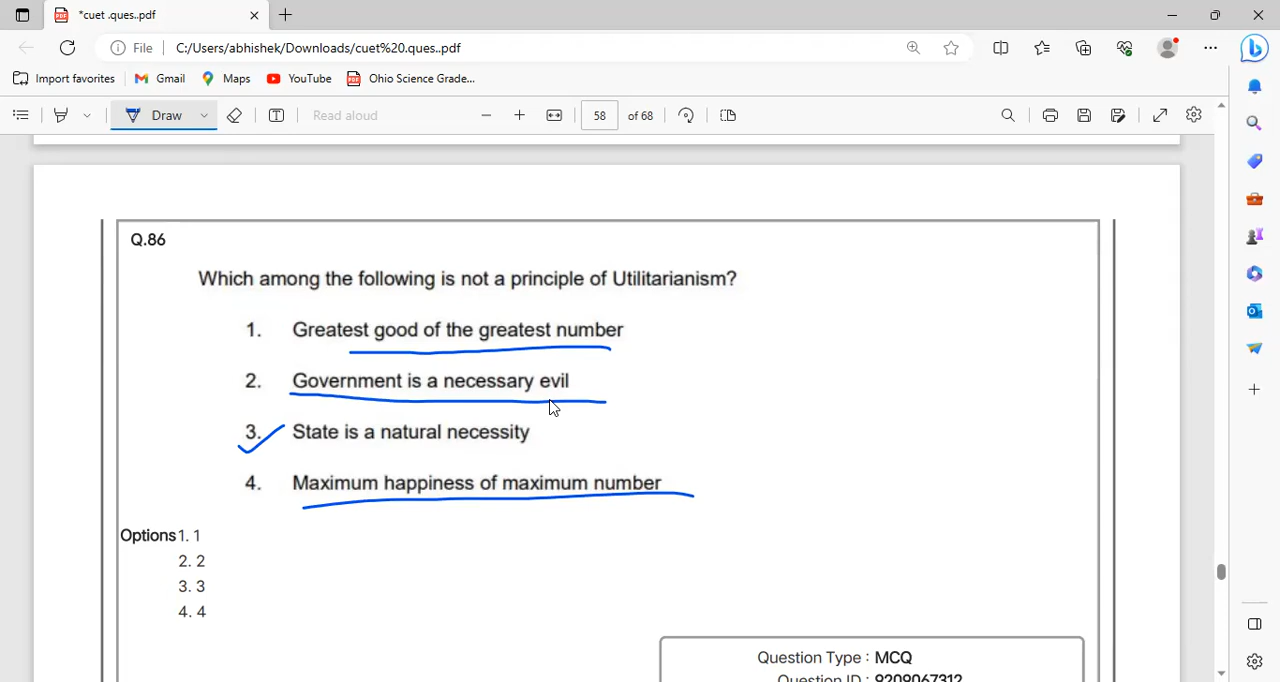 *cuet .ques..pdf
File C:/Users/abhishek/Downloads/cuet%20.ques..pdf
Import favorites Gmail Maps YouTube Ohio Science Grade...
Draw Read aloud 58 of 68
Q.86
Which among the following is not a principle of Utilitarianism?
1. Greatest good of the greatest number
2. Government is a necessary evil
3. State is a natural necessity
4. Maximum happiness of maximum number
Options 1. 1
2. 2
3. 3
4. 4
Question Type : MCQ
Question ID : 9209067312